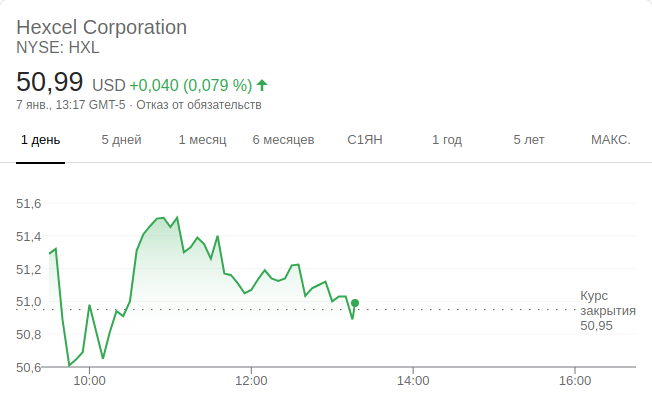 Hexcel Corporation
NYSE: HXL
50,99 USD +0,040 (0,079 %)
7 янв., 13:17 GMT-5 · Отказ от обязательств
1 день 5 дней 1 месяц 6 месяцев С1ЯН 1 год 5 лет МАКС.
51,6
51,4
51,2
51,0
50,8
50,6
Курс
закрытия
50,95
10:00 12:00 14:00 16:00